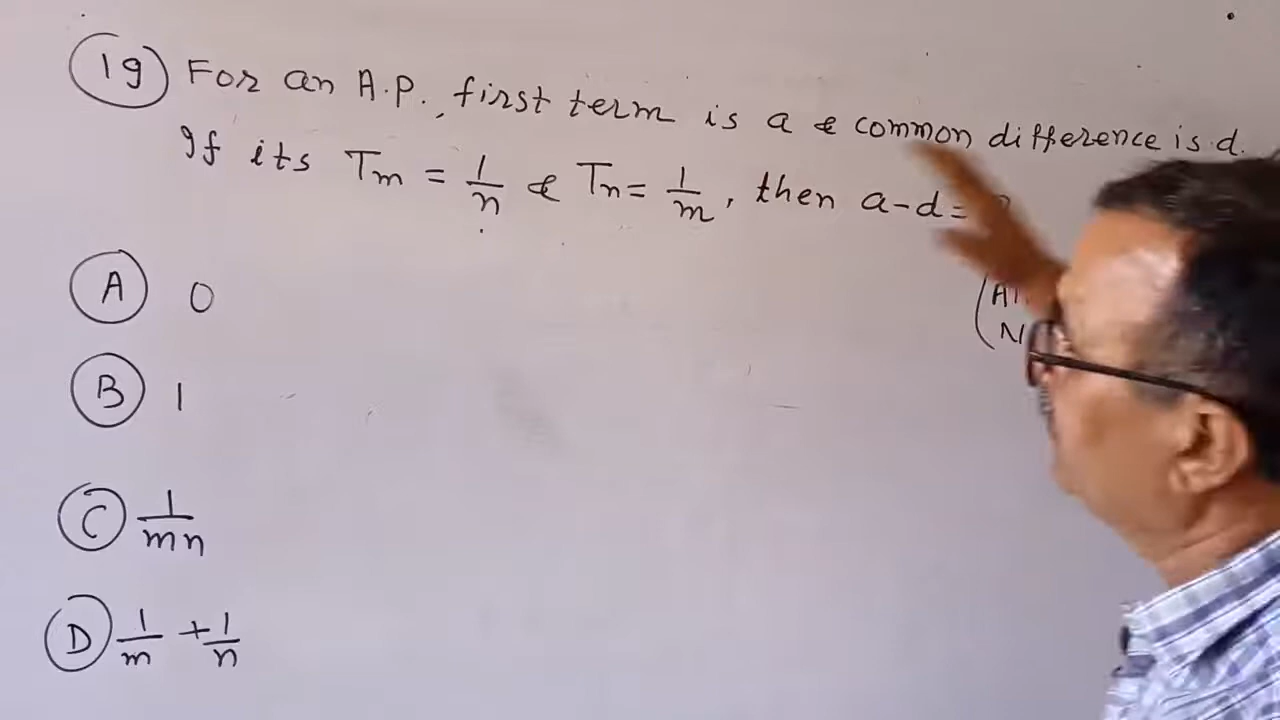 19 For an A.P., first term is a & common difference is d.
If its Tm = 1/n & Tn = 1/m, then a-d=
A 0
B 1
C 1/mn
D 1/m + 1/n